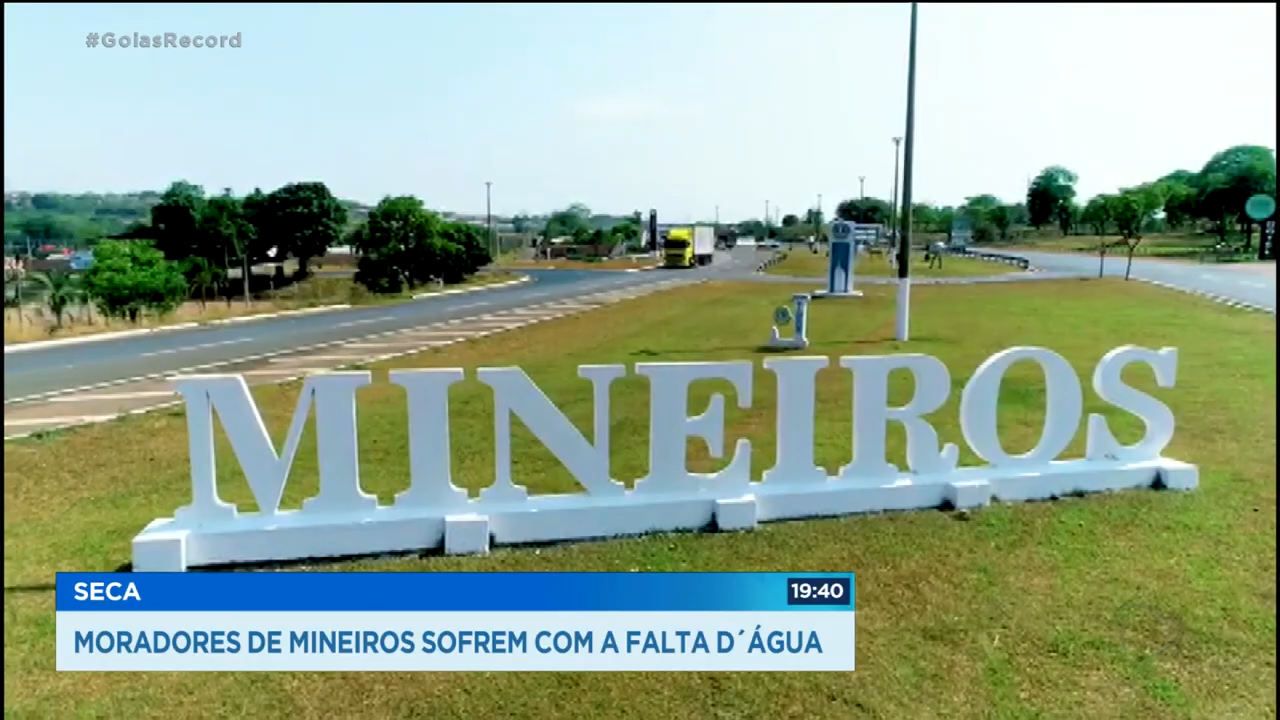 #GoiasRecord
MINEIROS
SECA
19:40
MORADORES DE MINEIROS SOFREM COM A FALTA D´ÁGUA